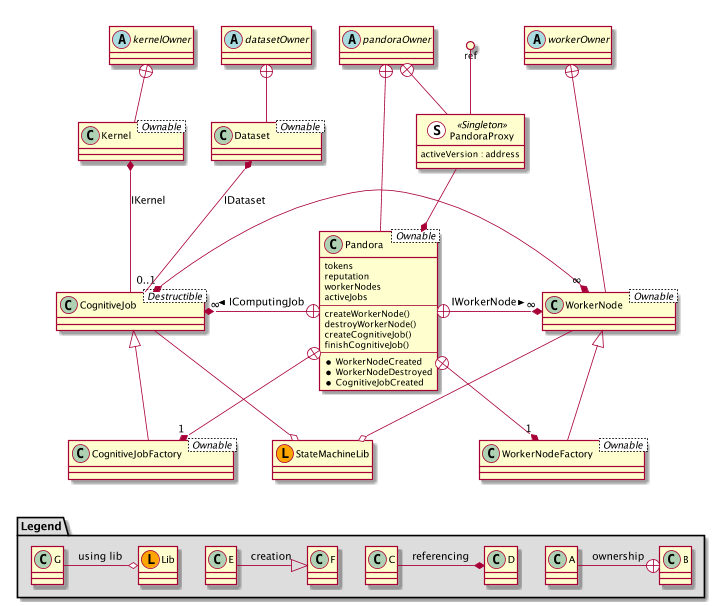 A kernelOwner
A datasetOwner
A pandoraOwner
A workerOwner
ref
C Kernel
Ownable
C Dataset
Ownable
S «Singleton»
PandoraProxy
activeVersion : address
IKernel
IDataset
C Pandora
Ownable
tokens
reputation
workerNodes
activeJobs
createWorkerNode()
destroyWorkerNode()
createCognitiveJob()
finishCognitiveJob()
WorkerNodeCreated
WorkerNodeDestroyed
CognitiveJobCreated
0..1
∞
C CognitiveJob
Destructible
∞
IComputingJob
IWorkerNode
∞
C WorkerNode
Ownable
1
1
C CognitiveJobFactory
Ownable
L StateMachineLib
C WorkerNodeFactory
Ownable
Legend
C G
using lib
L Lib
C E
creation
C F
C C
referencing
C D
C A
ownership
C B